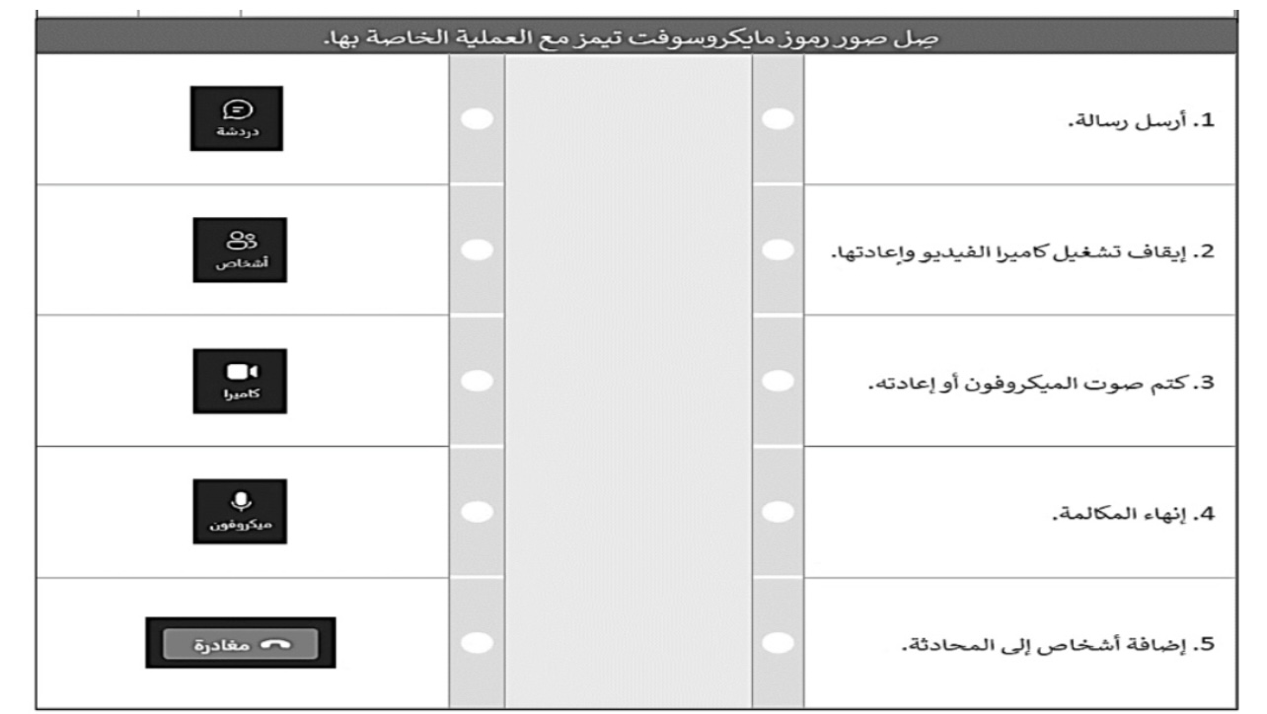 صِل صور رموز مايكروسوفت تيمز مع العملية الخاصة بها.
1. أرسل رسالة.
دردشة
2. إيقاف تشغيل كاميرا الفيديو وإعادتها.
أشخاص
3. كتم صوت الميكروفون أو إعادته.
كاميرا
4. إنهاء المكالمة.
ميكروفون
5. إضافة أشخاص إلى المحادثة.
مغادرة